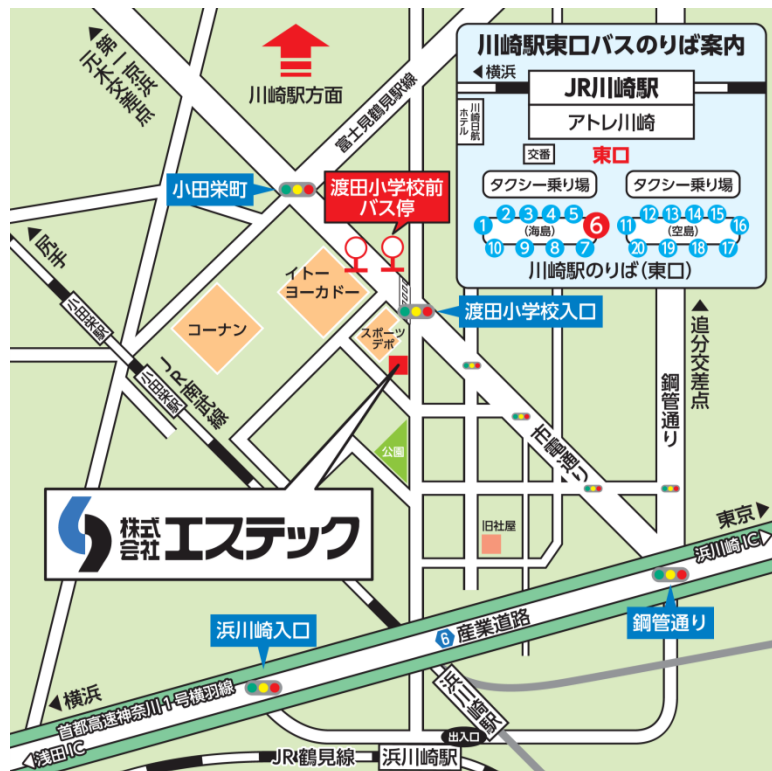 第一京浜
元木交差点
川崎駅方面
富士見鶴見駅線
川崎駅東口バスのりば案内
横浜
JR川崎駅
アトレ川崎
川崎日航
ホテル
交番
東口
タクシー乗り場
タクシー乗り場
1
2
3
4
5
6
7
8
9
10
(海島)
11
12
13
14
15
16
17
18
19
20
(空島)
川崎駅のりば(東口)
小田栄町
渡田小学校前
バス停
尻手
小田栄駅
小田栄駅
JR南武線
イトー
ヨーカドー
コーナン
スポーツ
デポ
渡田小学校入口
追分交差点
鋼管通り
市電通り
公園
旧社屋
株式
会社
エステック
東京
浜川崎IC
鋼管通り
浜川崎入口
6
産業道路
横浜
首都高速神奈川1号横羽線
浅田IC
浜川崎駅
出入口
JR鶴見線
浜川崎駅